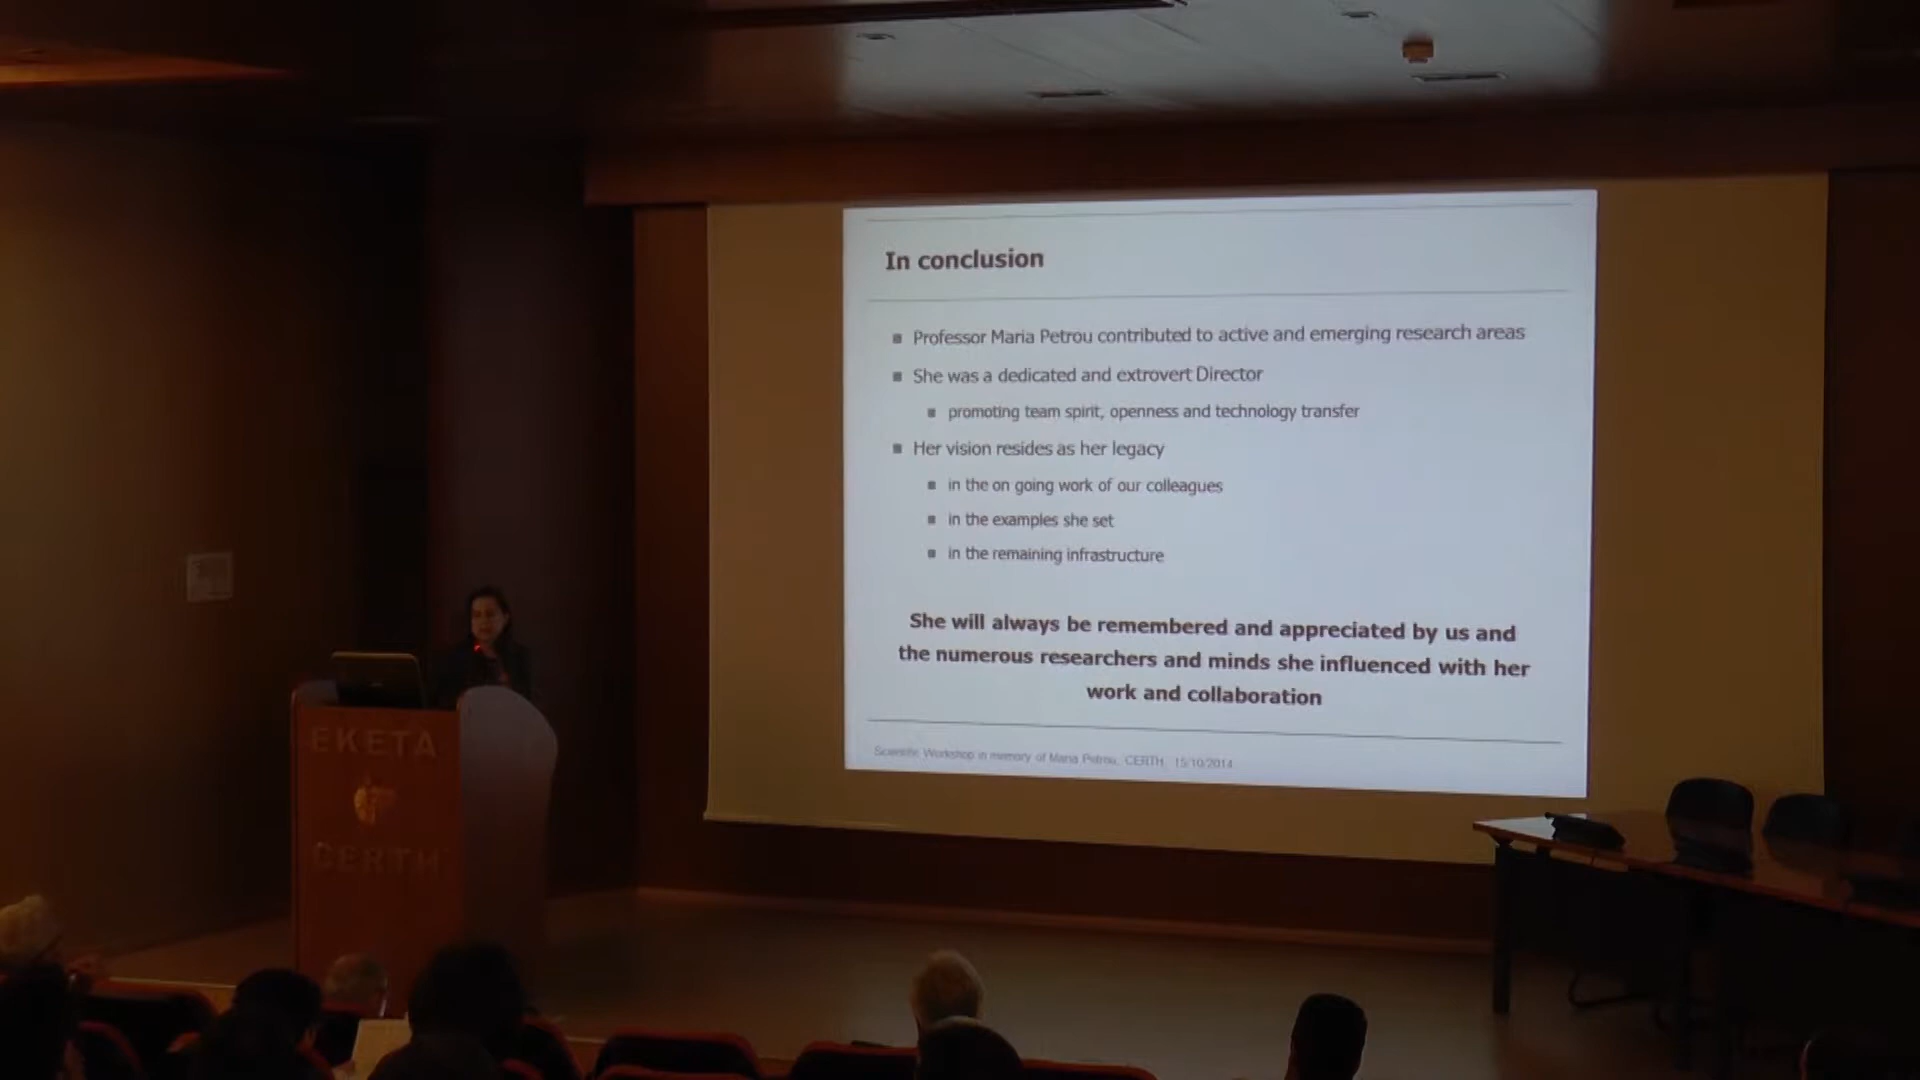 In conclusion
Professor Maria Petrou contributed to active and emerging research areas
She was a dedicated and extrovert Director
promoting team spirit, openness and technology transfer
Her vision resides as her legacy
in the on going work of our colleagues
in the examples she set
in the remaining infrastructure
She will always be remembered and appreciated by us and
the numerous researchers and minds she influenced with her
work and collaboration
Scientific Workshop in memory of Maria Petrou, CERTH, 15/10/2014
EKETA
CERTH